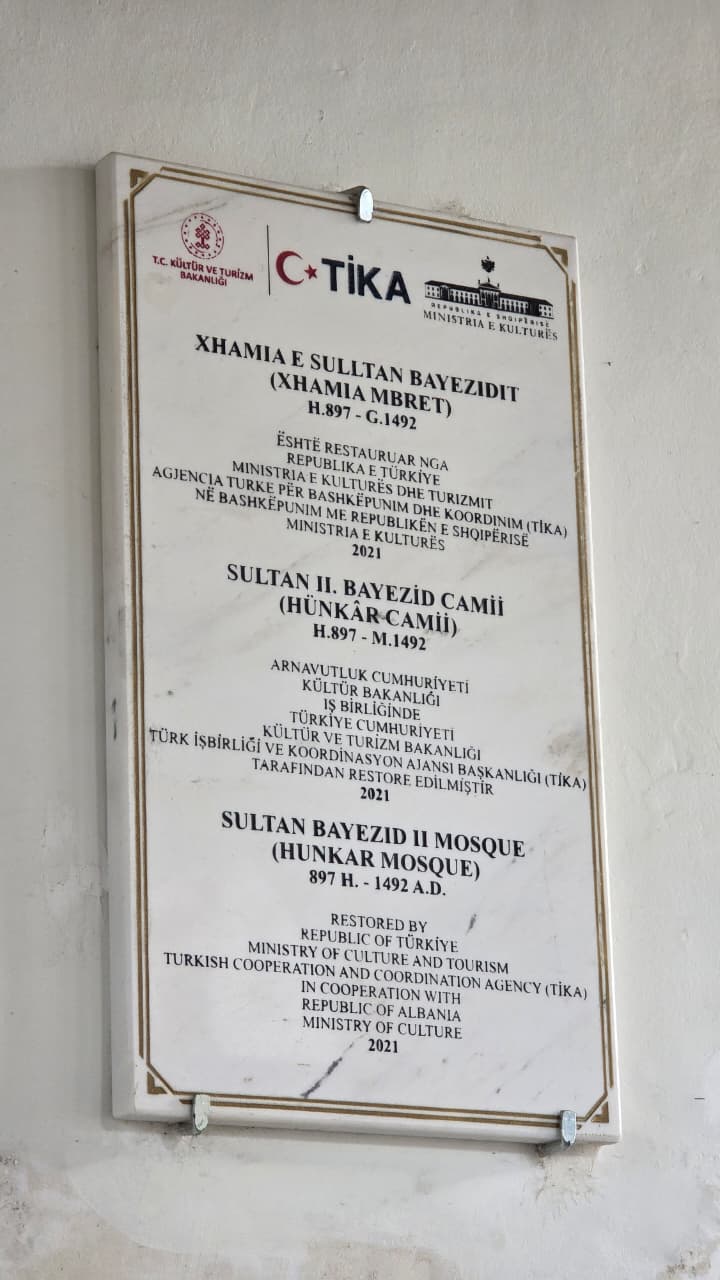 T.C. KÜLTÜR VE TURİZM
BAKANLIĞI
TİKA
REPUBLIKA E SHQIPËRISË
MINISTRIA E KULTURËS
XHAMIA E SULLTAN BAYEZIDIT
(XHAMIA MBRET)
H.897 - G.1492
ËSHTË RESTAURUAR NGA
REPUBLIKA E TÜRKİYE
MINISTRIA E KULTURËS DHE TURIZMIT
AGJENCIA TURKE PËR BASHKËPUNIM DHE KOORDINIM (TİKA)
NË BASHKËPUNIM ME REPUBLIKËN E SHQIPËRISË
MINISTRIA E KULTURËS
2021
SULTAN II. BAYEZİD CAMİİ
(HÜNKÂR CAMİİ)
H.897 - M.1492
ARNAVUTLUK CUMHURİYETİ
KÜLTÜR BAKANLIĞI
IŞ BİRLİĞİNDE
TÜRKİYE CUMHURİYETİ
KÜLTÜR VE TURİZM BAKANLIĞI
TÜRK İŞBİRLİĞİ VE KOORDİNASYON AJANSI BAŞKANLIĞI (TİKA)
TARAFINDAN RESTORE EDİLMİŞTİR
2021
SULTAN BAYEZID II MOSQUE
(HUNKAR MOSQUE)
897 H. - 1492 A.D.
RESTORED BY
REPUBLIC OF TÜRKİYE
MINISTRY OF CULTURE AND TOURISM
TURKISH COOPERATION AND COORDINATION AGENCY (TİKA)
IN COOPERATION WITH
REPUBLIC OF ALBANIA
MINISTRY OF CULTURE
2021